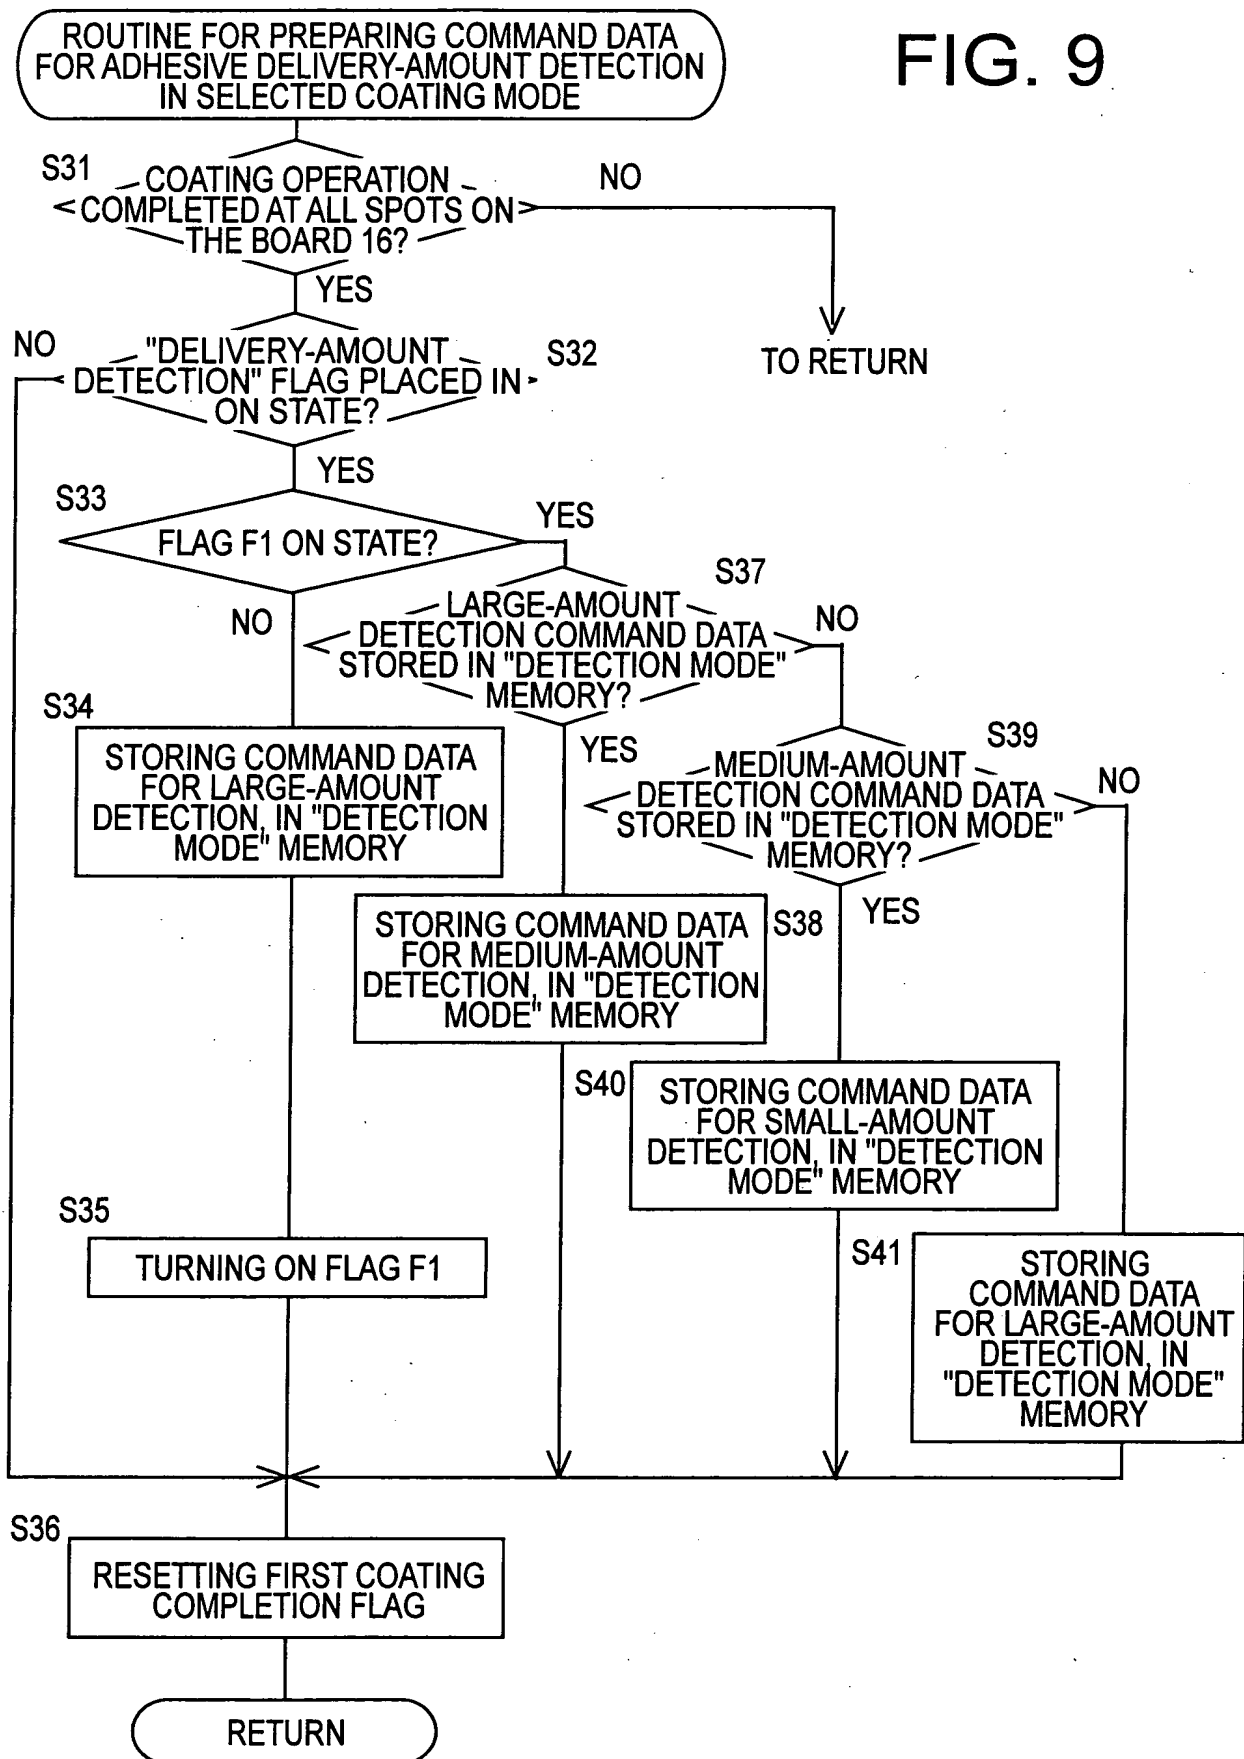 ROUTINE FOR PREPARING COMMAND DATA
FOR ADHESIVE DELIVERY-AMOUNT DETECTION
IN SELECTED COATING MODE
FIG. 9
S31
COATING OPERATION
COMPLETED AT ALL SPOTS ON
THE BOARD 16?
NO
YES
TO RETURN
NO
"DELIVERY-AMOUNT
DETECTION" FLAG PLACED IN
ON STATE?
S32
YES
S33
FLAG F1 ON STATE?
YES
NO
S37
LARGE-AMOUNT
DETECTION COMMAND DATA
STORED IN "DETECTION MODE"
MEMORY?
NO
YES
S34
STORING COMMAND DATA
FOR LARGE-AMOUNT
DETECTION, IN "DETECTION
MODE" MEMORY
S39
MEDIUM-AMOUNT
DETECTION COMMAND DATA
STORED IN "DETECTION MODE"
MEMORY?
NO
YES
STORING COMMAND DATA
FOR MEDIUM-AMOUNT
DETECTION, IN "DETECTION
MODE" MEMORY
S38
S40
STORING COMMAND DATA
FOR SMALL-AMOUNT
DETECTION, IN "DETECTION
MODE" MEMORY
S35
TURNING ON FLAG F1
S41
STORING
COMMAND DATA
FOR LARGE-AMOUNT
DETECTION, IN
"DETECTION MODE"
MEMORY
S36
RESETTING FIRST COATING
COMPLETION FLAG
RETURN